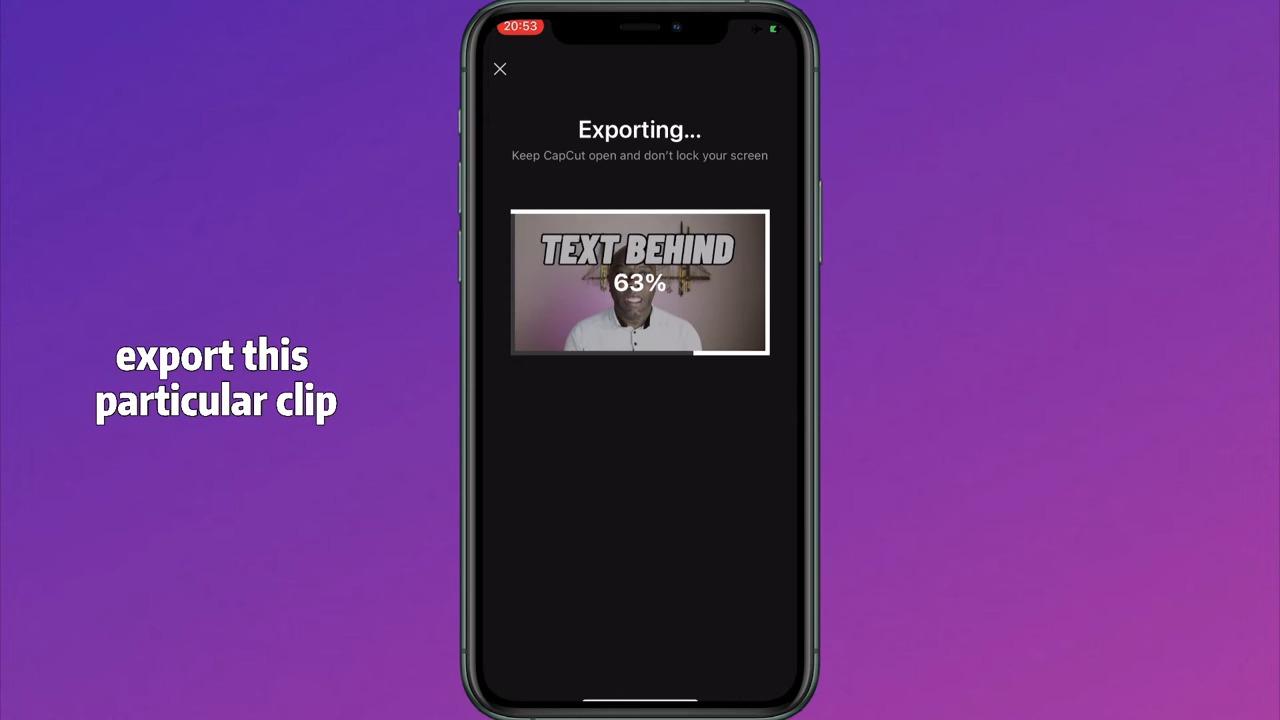 20:53
Exporting...
Keep CapCut open and don't lock your screen
TEXT BEHIND
63%
export this
particular clip